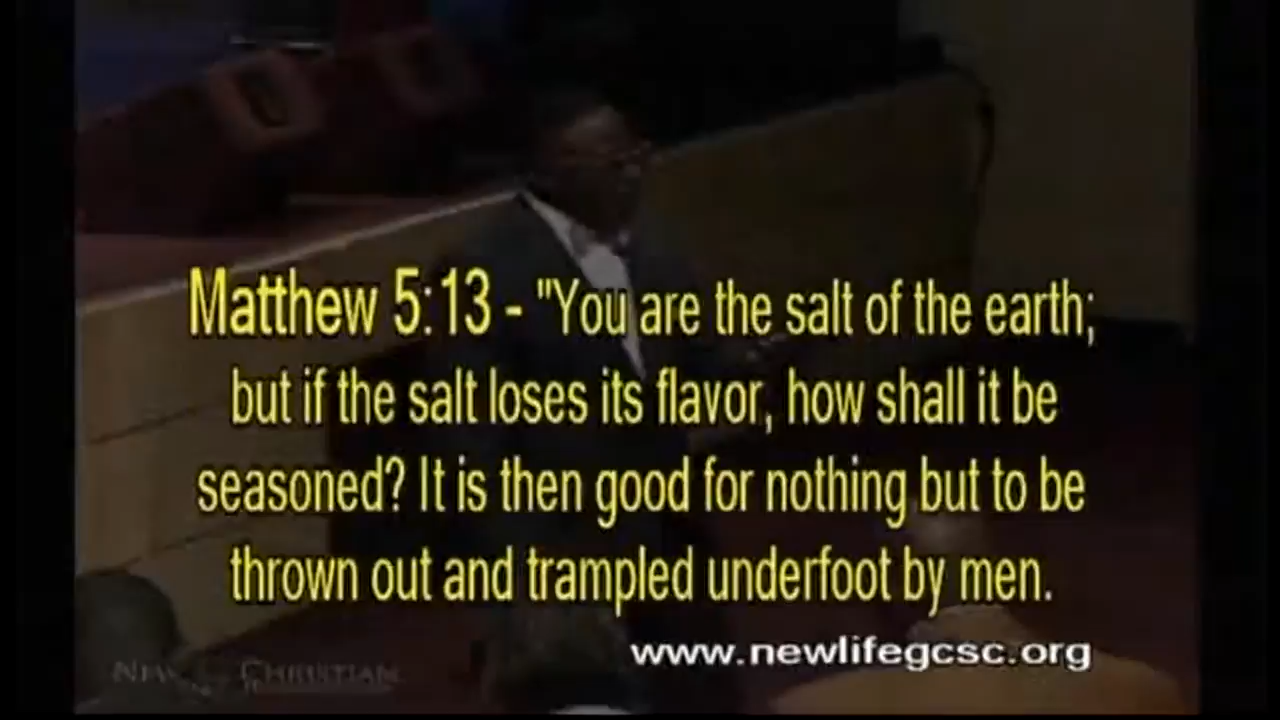 Matthew 5:13 - "You are the salt of the earth;
but if the salt loses its flavor, how shall it be
seasoned? It is then good for nothing but to be
thrown out and trampled underfoot by men.
www.newlifegcsc.org
New Christian